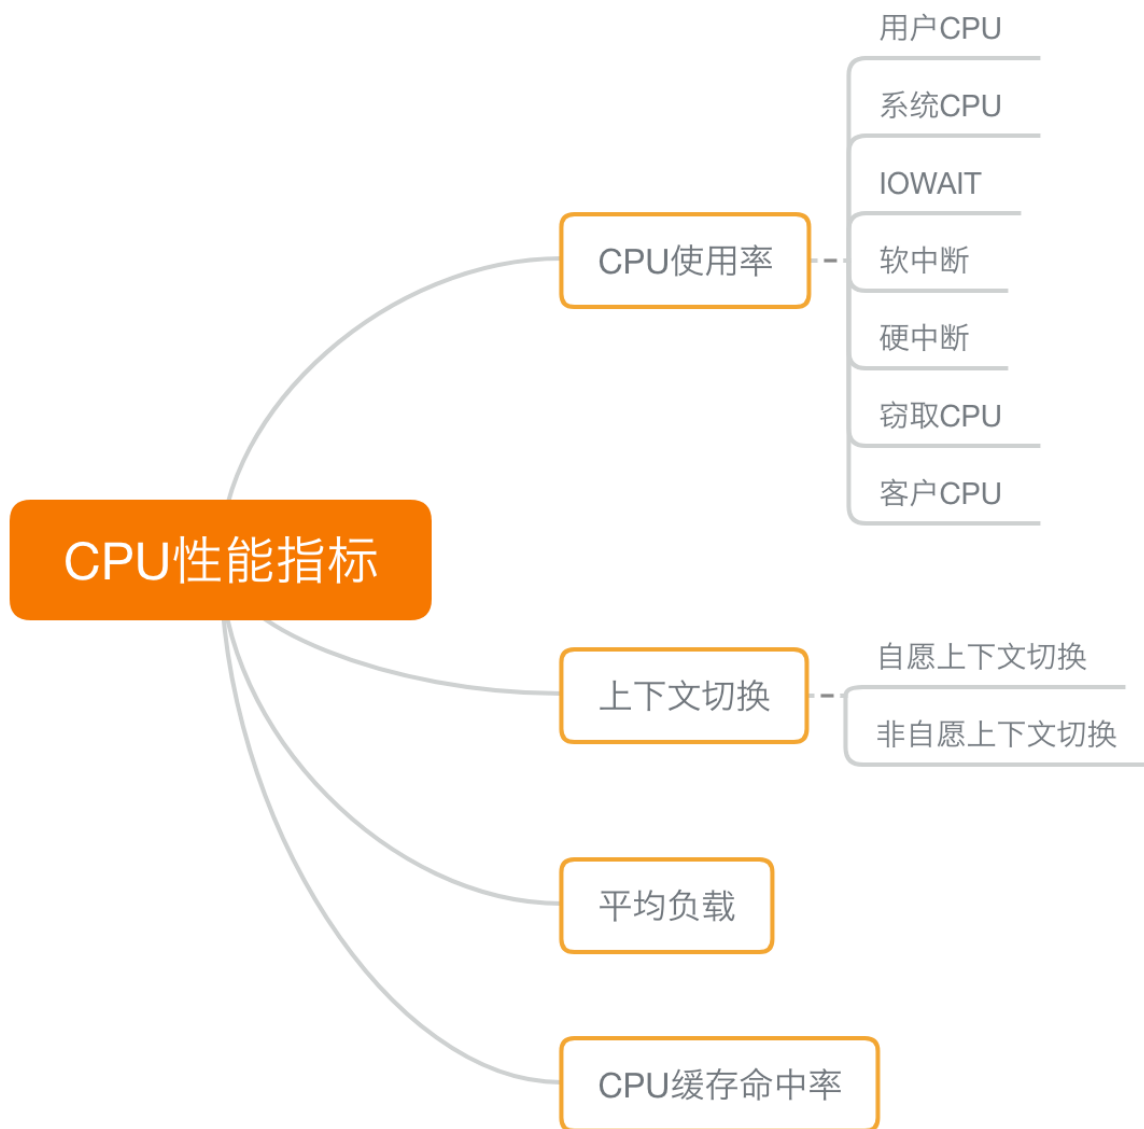 用户CPU
系统CPU
IOWAIT
CPU使用率
软中断
硬中断
窃取CPU
客户CPU
CPU性能指标
上下文切换
自愿上下文切换
非自愿上下文切换
平均负载
CPU缓存命中率